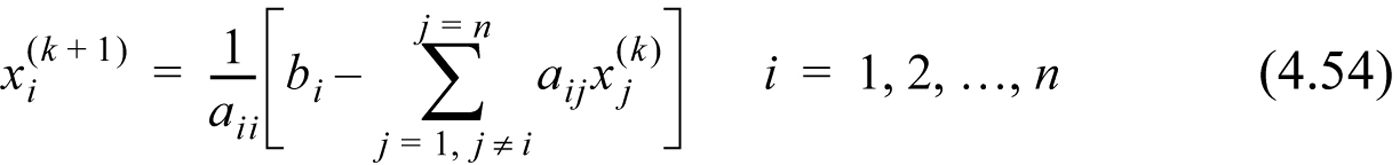 x_i^{(k+1)} = \frac{1}{a_{ii}} \left[ b_i - \sum_{j=1, j \neq i}^{j=n} a_{ij} x_j^{(k)} \right] \quad i = 1, 2, \ldots, n \quad (4.54)